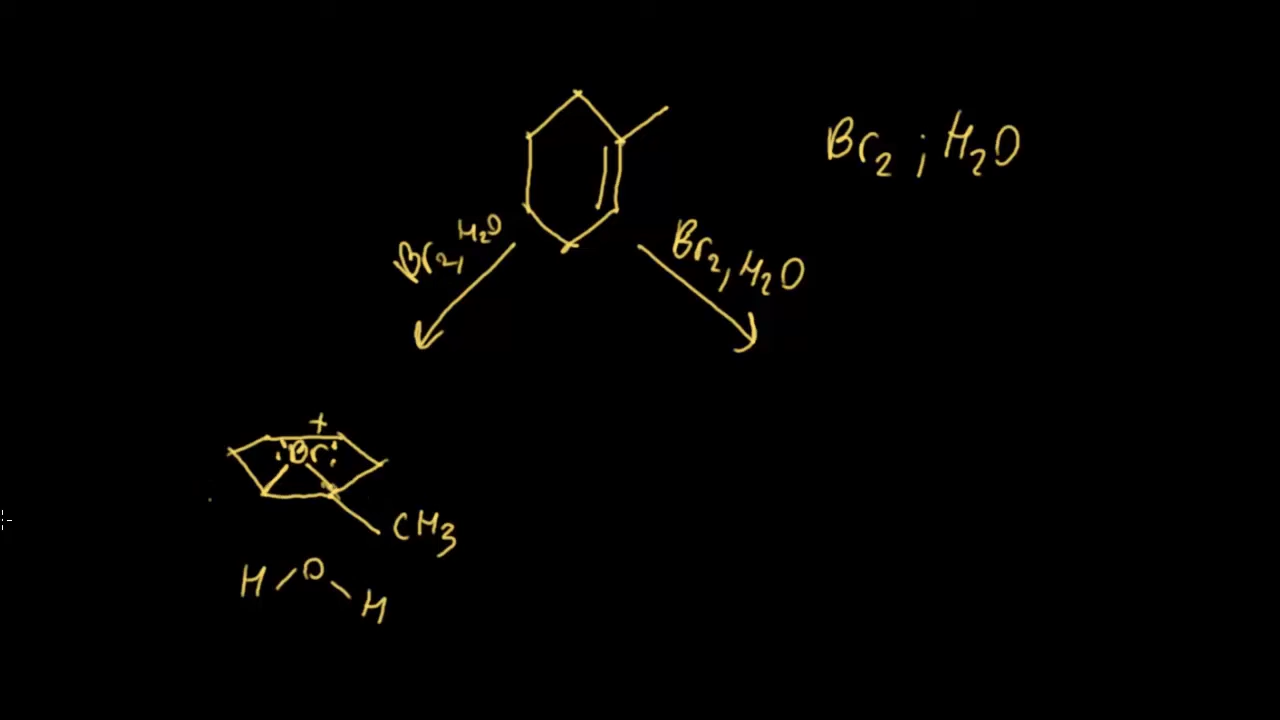 Br2 ; H2O
Br2, H2O
Br2, H2O
+
:Br:
CH3
H O H